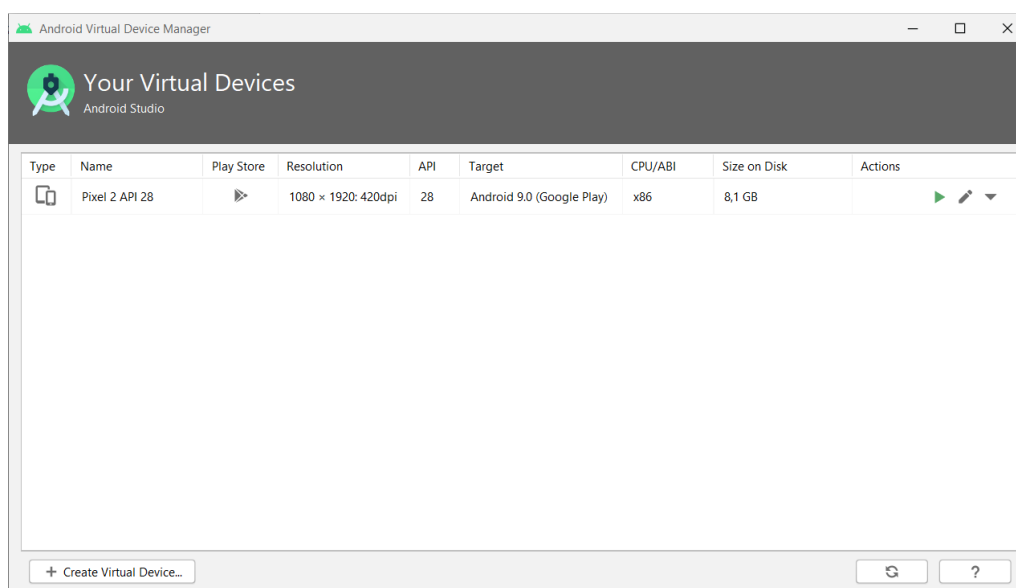 Android Virtual Device Manager
Your Virtual Devices
Android Studio
Type Name Play Store Resolution API Target CPU/ABI Size on Disk Actions
Pixel 2 API 28 1080 × 1920: 420dpi 28 Android 9.0 (Google Play) x86 8,1 GB
+ Create Virtual Device... ?